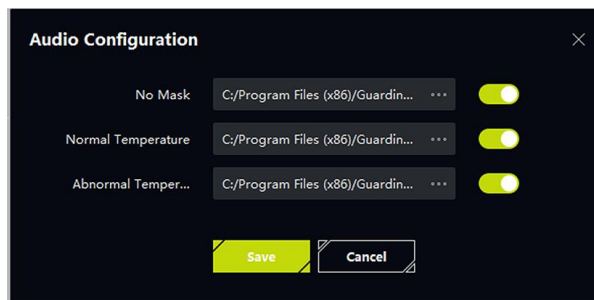 Audio Configuration
No Mask C:/Program Files (x86)/Guardin... ...
Normal Temperature C:/Program Files (x86)/Guardin... ...
Abnormal Temper... C:/Program Files (x86)/Guardin... ...
Save Cancel